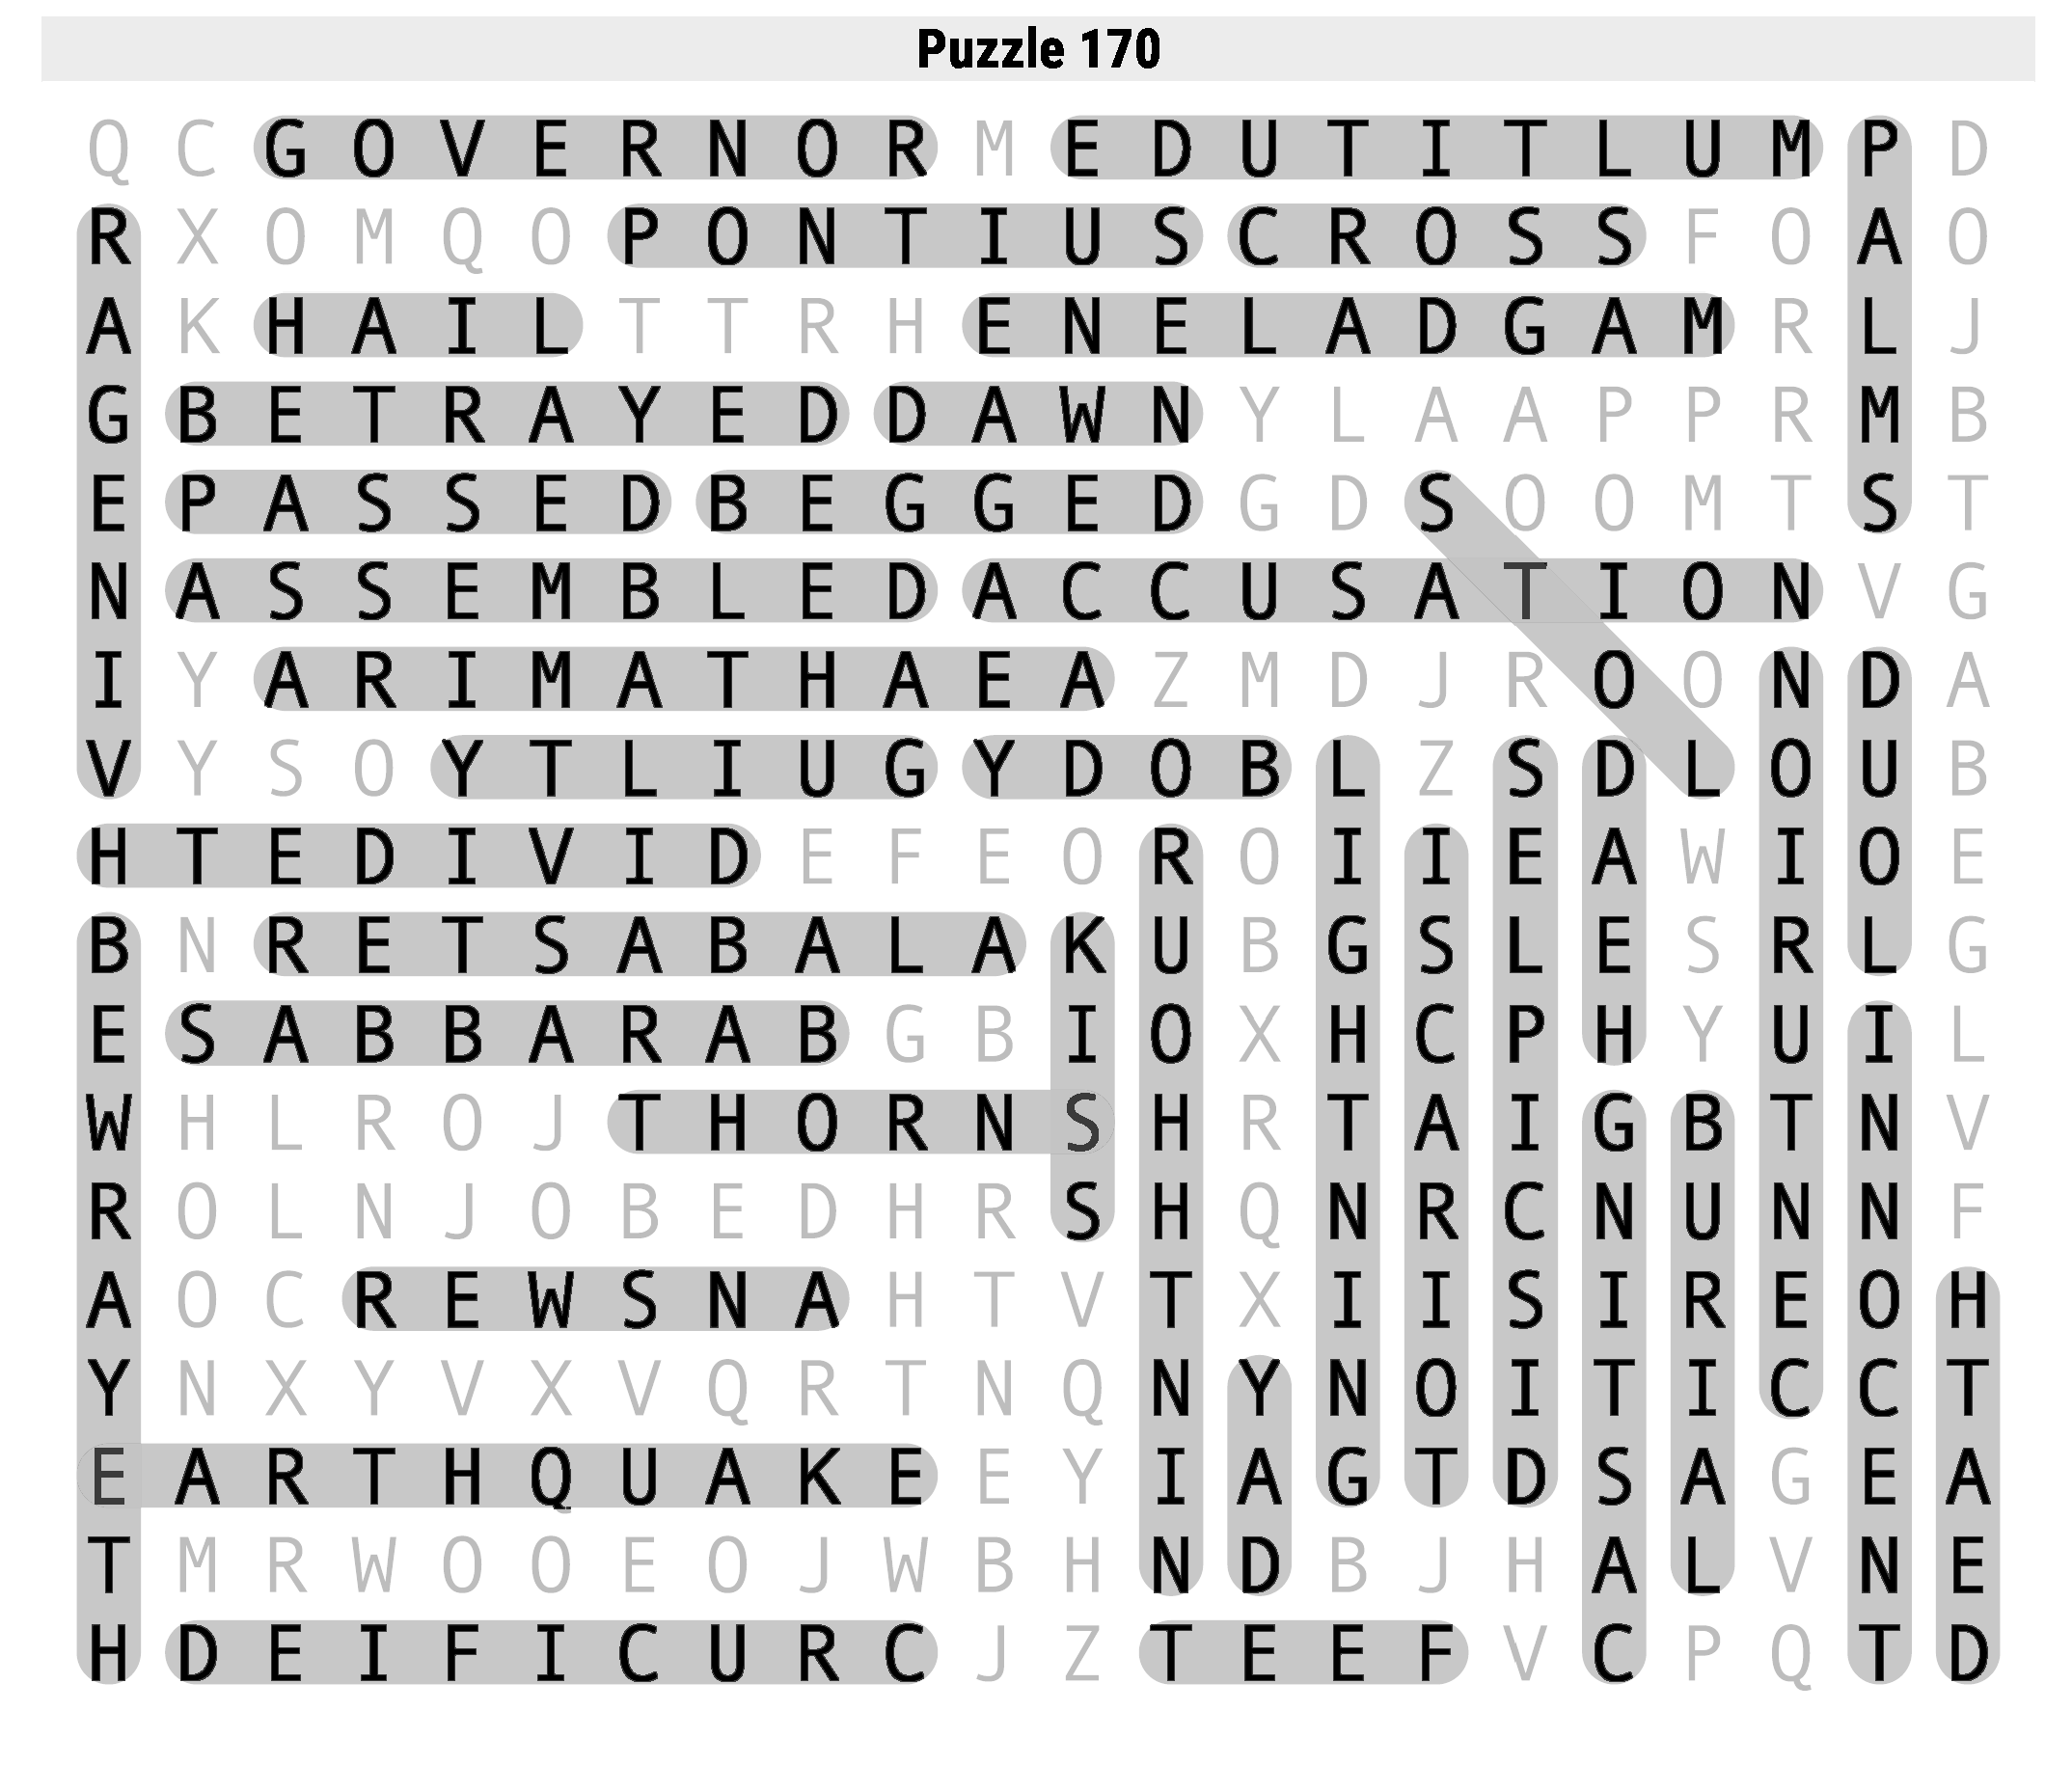 Puzzle 170
Q C G O V E R N O R M E D U T I T L U M P D
R X O M Q O P O N T I U S C R O S S F O A O
A K H A I L T T R H E N E L A D G A M R L J
G B E T R A Y E D D A W N Y L A A P P R M B
E P A S S E D B E G G E D G D S O O M T S T
N A S S E M B L E D A C C U S A T I O N V G
I Y A R I M A T H A E A Z M D J R O O N D A
V Y S O Y T L I U G Y D O B L Z S D L O U B
H T E D I V I D E F E O R O I I E A W I O E
B N R E T S A B A L A K U B G S L E S R L G
E S A B B A R A B G B I O X H C P H Y U I L
W H L R O J T H O R N S H R T A I G B T N V
R O L N J O B E D H R S H Q N R C N U N N F
A O C R E W S N A H T V T X I I S I R E O H
Y N X Y V X V Q R T N Q N Y N O I T I C C T
E A R T H Q U A K E E Y I A G T D S A G E A
T M R W O O E O J W B H N D B J H A L V N E
H D E I F I C U R C J Z T E E F V C P Q T D